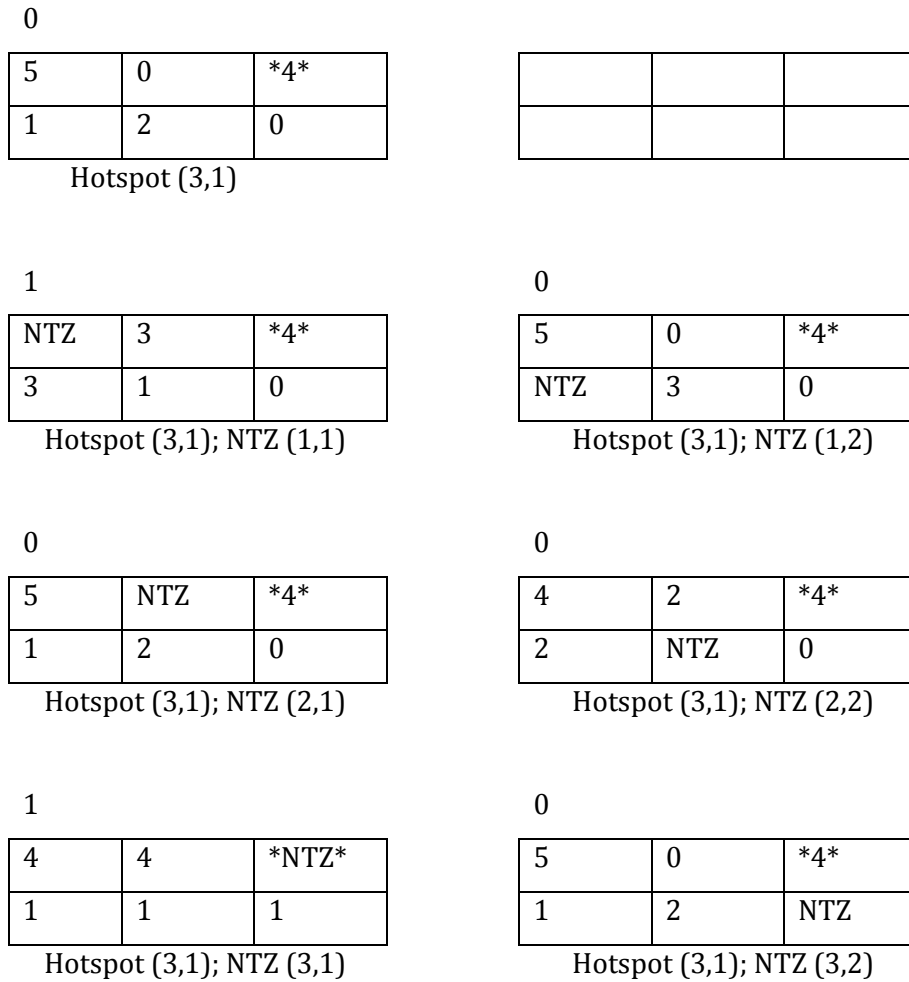 0
5 0 *4*
1 2 0
Hotspot (3,1)
1
NTZ 3 *4*
3 1 0
Hotspot (3,1); NTZ (1,1)
0
5 0 *4*
NTZ 3 0
Hotspot (3,1); NTZ (1,2)
0
5 NTZ *4*
1 2 0
Hotspot (3,1); NTZ (2,1)
0
4 2 *4*
2 NTZ 0
Hotspot (3,1); NTZ (2,2)
1
4 4 *NTZ*
1 1 1
Hotspot (3,1); NTZ (3,1)
0
5 0 *4*
1 2 NTZ
Hotspot (3,1); NTZ (3,2)